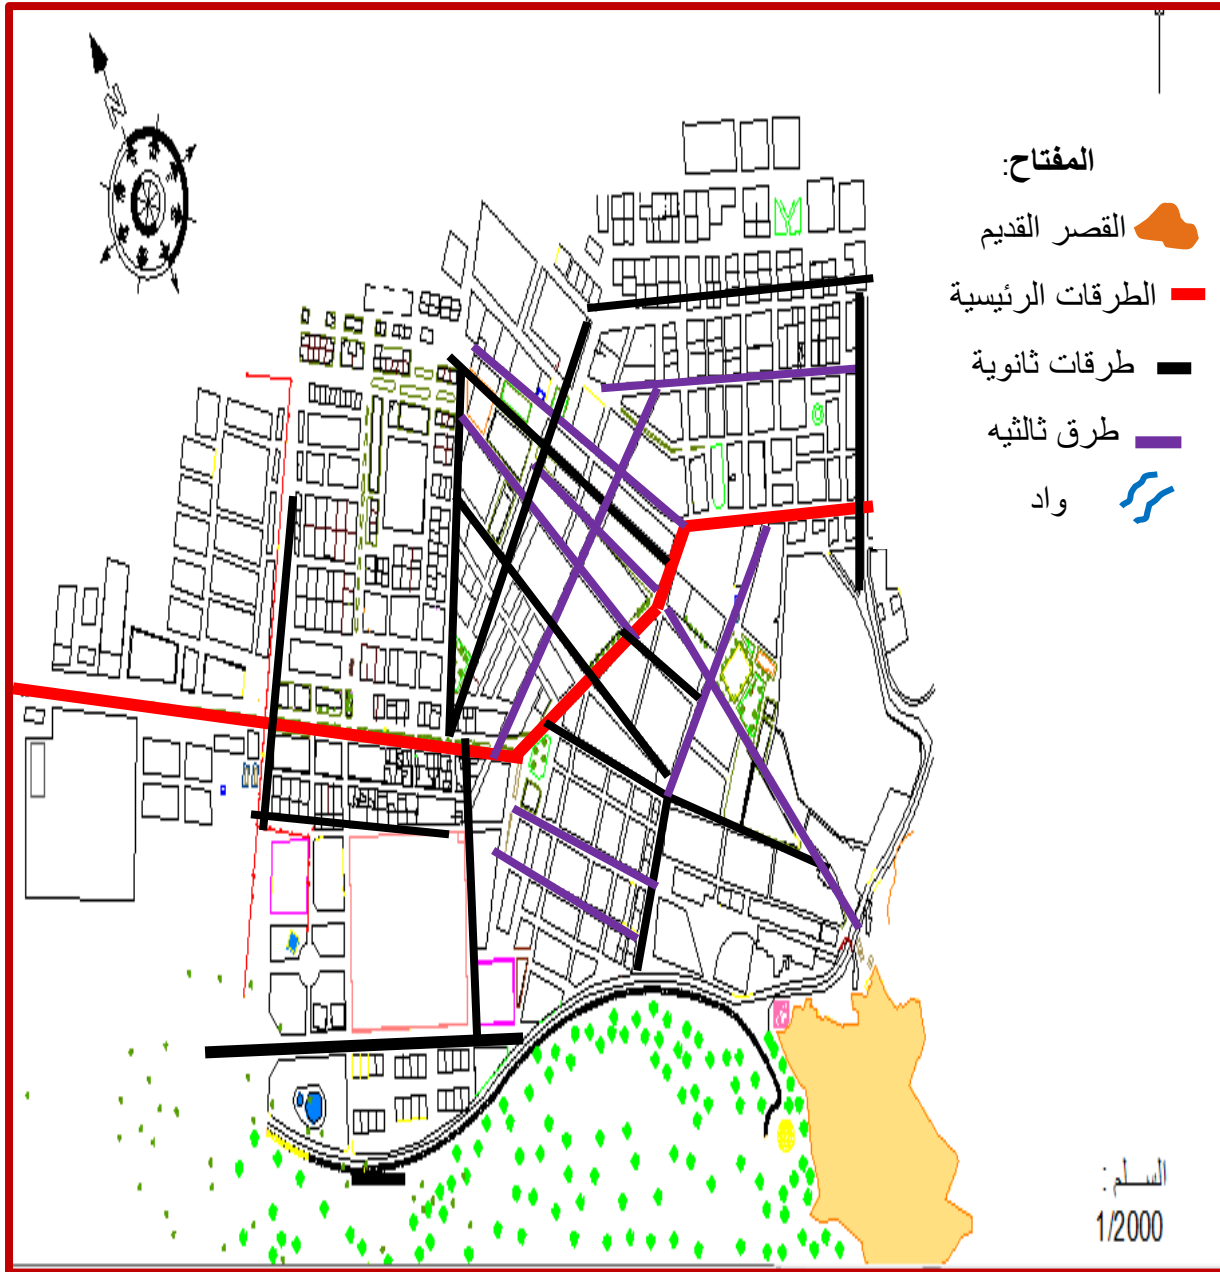 N
المفتاح:
القصر القديم
الطرقات الرئيسية
طرقات ثانوية
طرق ثالثيه
واد
السلم :
1/2000